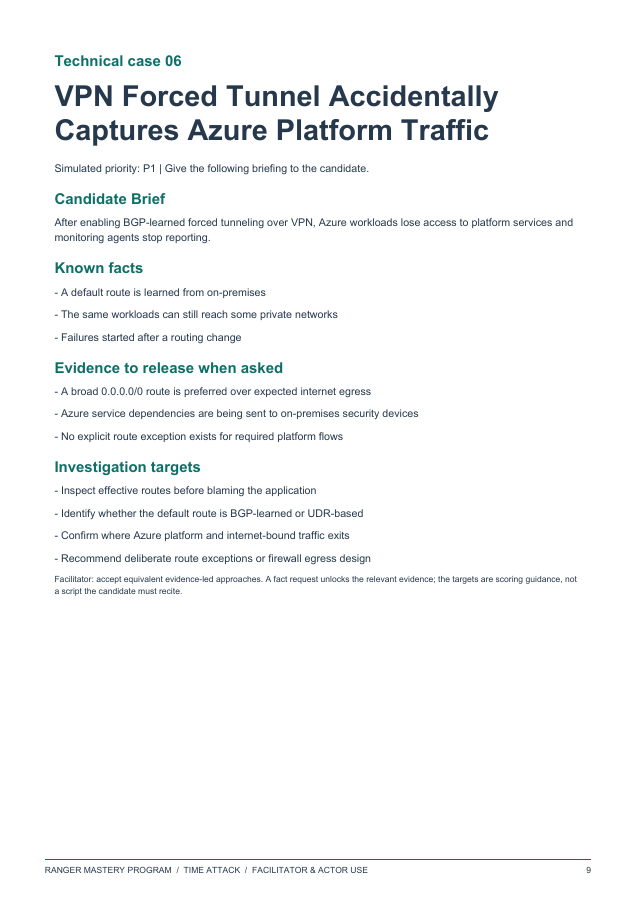 Technical case 06
VPN Forced Tunnel Accidentally
Captures Azure Platform Traffic
Simulated priority: P1 | Give the following briefing to the candidate.
Candidate Brief
After enabling BGP-learned forced tunneling over VPN, Azure workloads lose access to platform services and
monitoring agents stop reporting.
Known facts
- A default route is learned from on-premises
- The same workloads can still reach some private networks
- Failures started after a routing change
Evidence to release when asked
- A broad 0.0.0.0/0 route is preferred over expected internet egress
- Azure service dependencies are being sent to on-premises security devices
- No explicit route exception exists for required platform flows
Investigation targets
- Inspect effective routes before blaming the application
- Identify whether the default route is BGP-learned or UDR-based
- Confirm where Azure platform and internet-bound traffic exits
- Recommend deliberate route exceptions or firewall egress design
Facilitator: accept equivalent evidence-led approaches. A fact request unlocks the relevant evidence; the targets are scoring guidance, not
a script the candidate must recite.
RANGER MASTERY PROGRAM / TIME ATTACK / FACILITATOR & ACTOR USE 9